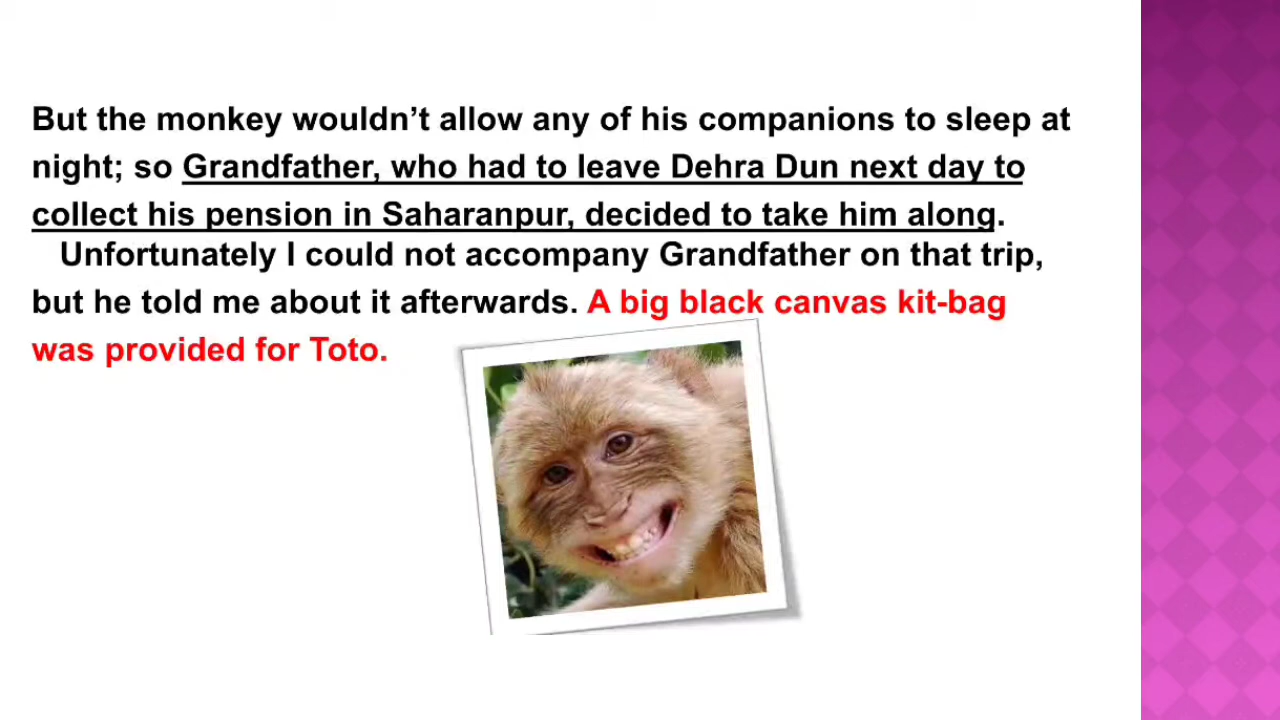 But the monkey wouldn’t allow any of his companions to sleep at
night; so Grandfather, who had to leave Dehra Dun next day to
collect his pension in Saharanpur, decided to take him along.
Unfortunately I could not accompany Grandfather on that trip,
but he told me about it afterwards. A big black canvas kit-bag
was provided for Toto.